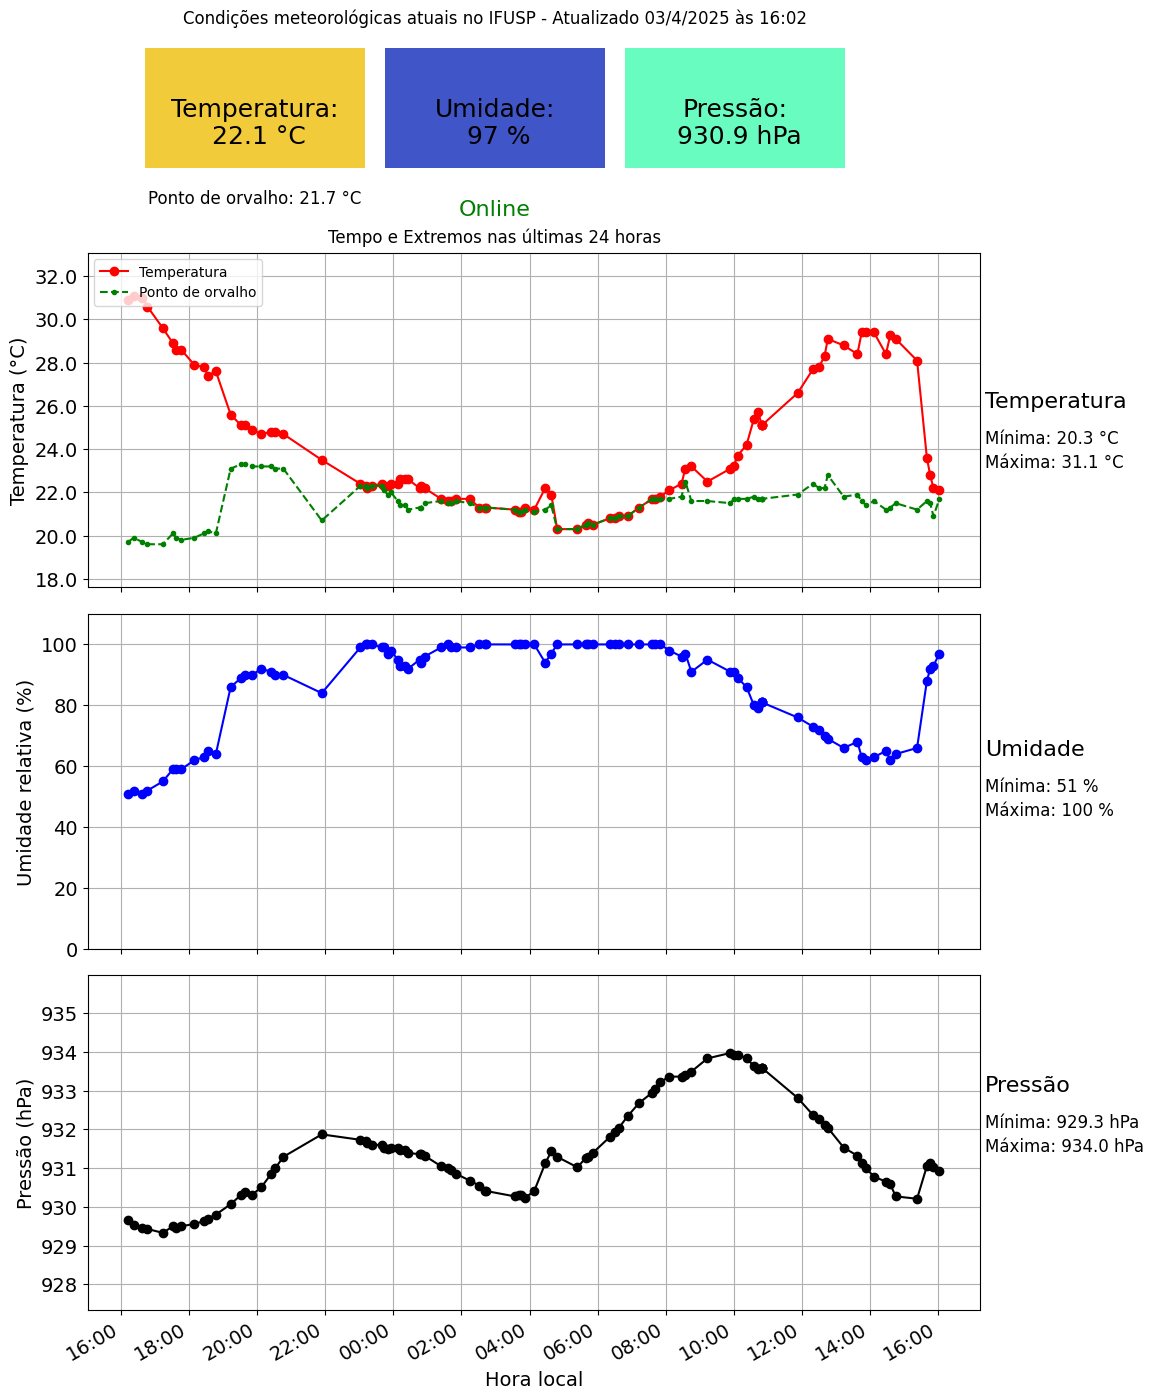 Condições meteorológicas atuais no IFUSP - Atualizado 03/4/2025 às 16:02
Temperatura:
22.1 °C
Umidade:
97 %
Pressão:
930.9 hPa
Ponto de orvalho: 21.7 °C
Online
Tempo e Extremos nas últimas 24 horas
Temperatura (°C)
32.0
30.0
28.0
26.0
24.0
22.0
20.0
18.0
Temperatura
Ponto de orvalho
Temperatura
Mínima: 20.3 °C
Máxima: 31.1 °C
Umidade relativa (%)
100
80
60
40
20
0
Umidade
Mínima: 51 %
Máxima: 100 %
Pressão (hPa)
935
934
933
932
931
930
929
928
Pressão
Mínima: 929.3 hPa
Máxima: 934.0 hPa
16:00
18:00
20:00
22:00
00:00
02:00
04:00
06:00
08:00
10:00
12:00
14:00
16:00
Hora local